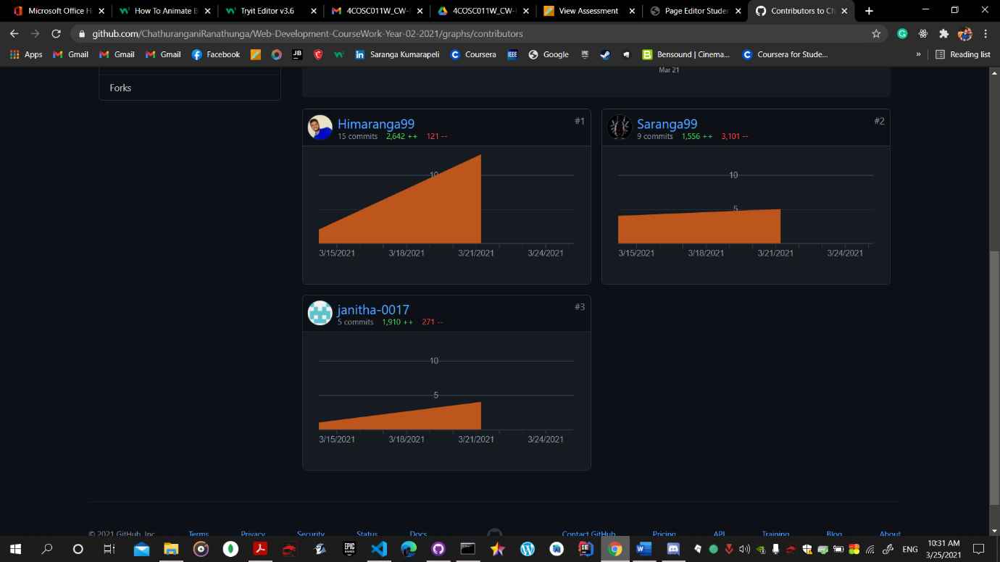 Microsoft Office H
How To Animate B
Tryit Editor v3.6
4COSC011W_CW-
4COSC011W_CW-
View Assessment
Page Editor Studen
Contributors to Ch
github.com/ChathuranganiRanathunga/Web-Development-CourseWork-Year-02-2021/graphs/contributors
Apps Gmail Gmail Gmail Facebook JB LinkedIn Saranga Kumarapeli Coursera IEEE Google EPIC GAMES Bensound | Cinema... Coursera for Stude... » Reading list
Mar 21
Forks
Himaranga99 #1
15 commits 2,642 ++ 121 --
10
3/15/2021 3/18/2021 3/21/2021 3/24/2021
Saranga99 #2
9 commits 1,556 ++ 3,101 --
10
5
3/15/2021 3/18/2021 3/21/2021 3/24/2021
janitha-0017 #3
5 commits 1,910 ++ 271 --
10
5
3/15/2021 3/18/2021 3/21/2021 3/24/2021
© 2021 GitHub, Inc. Terms Privacy Security Status Docs Contact GitHub Pricing API Training Blog About
EPIC GAMES
ENG
10:31 AM
3/25/2021